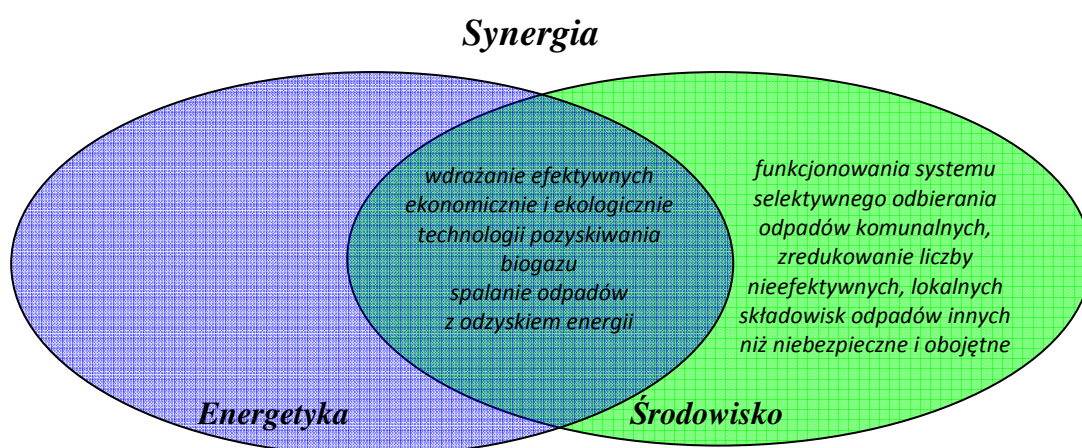 Synergia
wdrażanie efektywnych
ekonomicznie i ekologicznie
technologii pozyskiwania
biogazu
spalanie odpadów
z odzyskiem energii
funkcjonowania systemu
selektywnego odbierania
odpadów komunalnych,
zredukowanie liczby
nieefektywnych, lokalnych
składowisk odpadów innych
niż niebezpieczne i obojętne
Energetyka
Środowisko